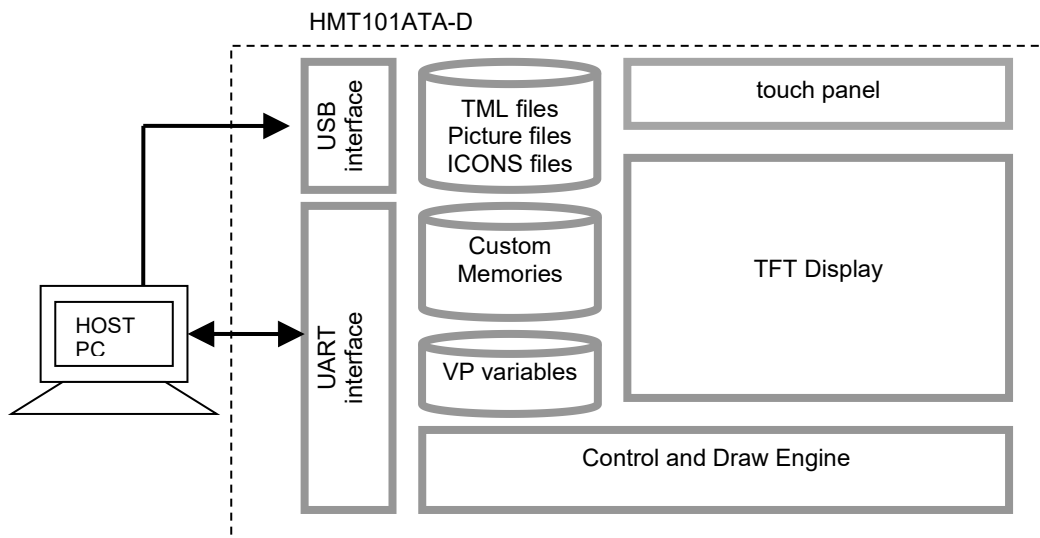 HMT101ATA-D
USB
interface
TML files
Picture files
ICONS files
touch panel
Custom
Memories
TFT Display
HOST
PC
UART
interface
VP variables
Control and Draw Engine